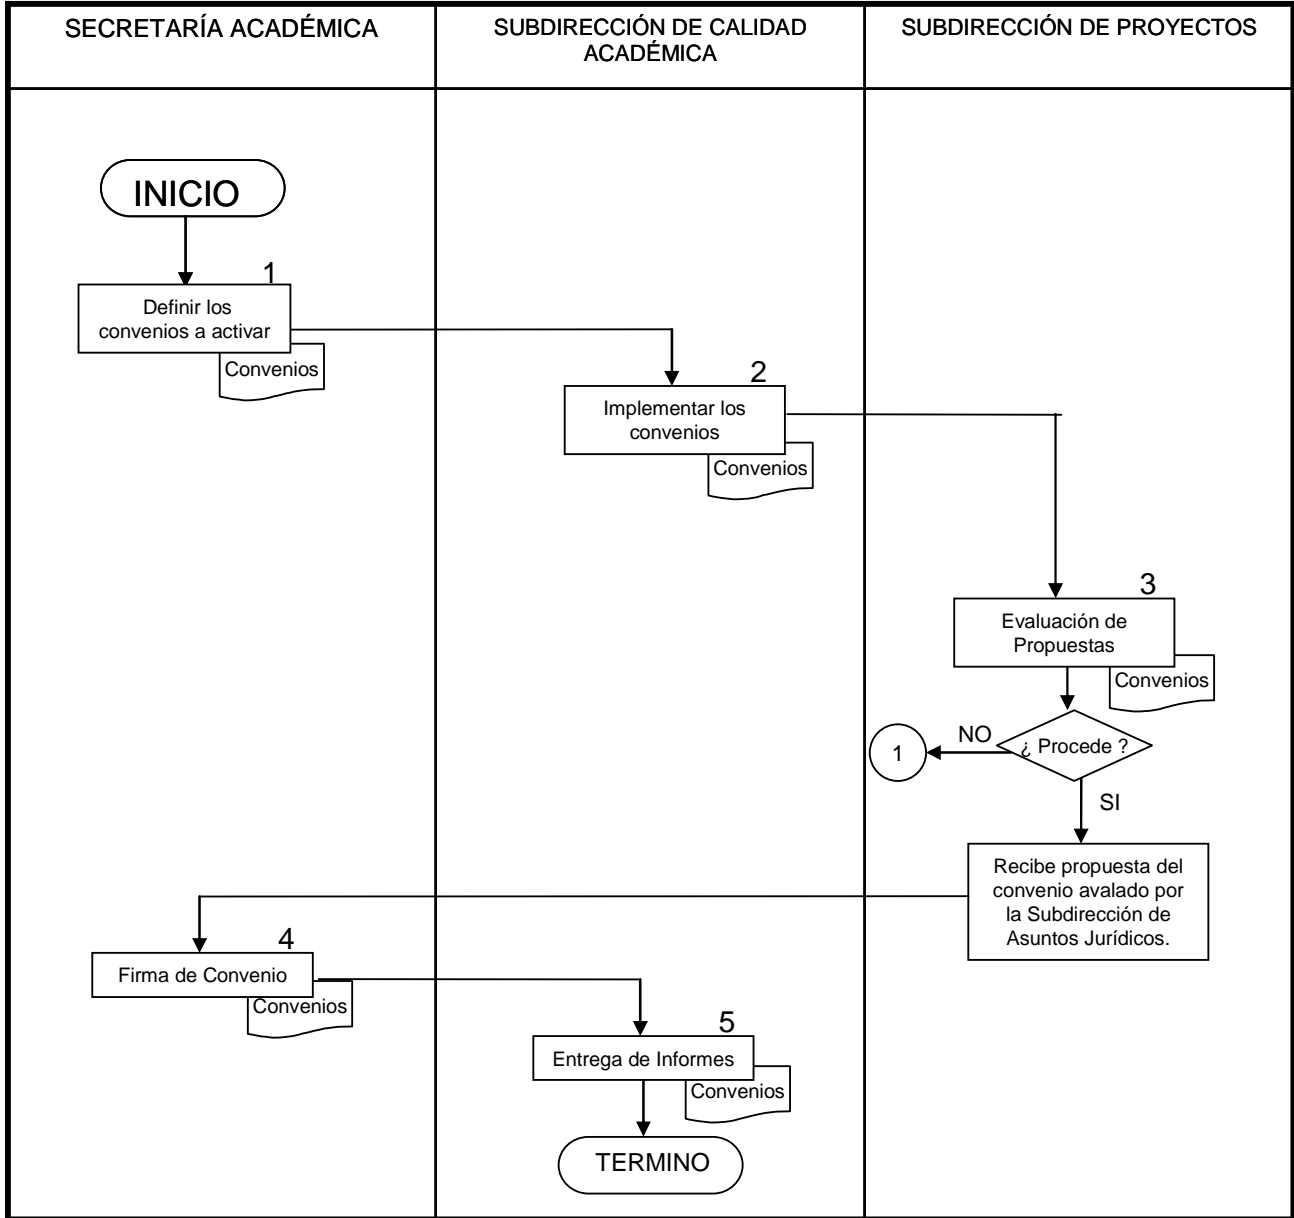 SECRETARÍA ACADÉMICA
SUBDIRECCIÓN DE CALIDAD
ACADÉMICA
SUBDIRECCIÓN DE PROYECTOS
INICIO
1
Definir los
convenios a activar
Convenios
2
Implementar los
convenios
Convenios
3
Evaluación de
Propuestas
Convenios
¿ Procede ?
NO
1
SI
Recibe propuesta del
convenio avalado por
la Subdirección de
Asuntos Jurídicos.
4
Firma de Convenio
Convenios
5
Entrega de Informes
Convenios
TERMINO